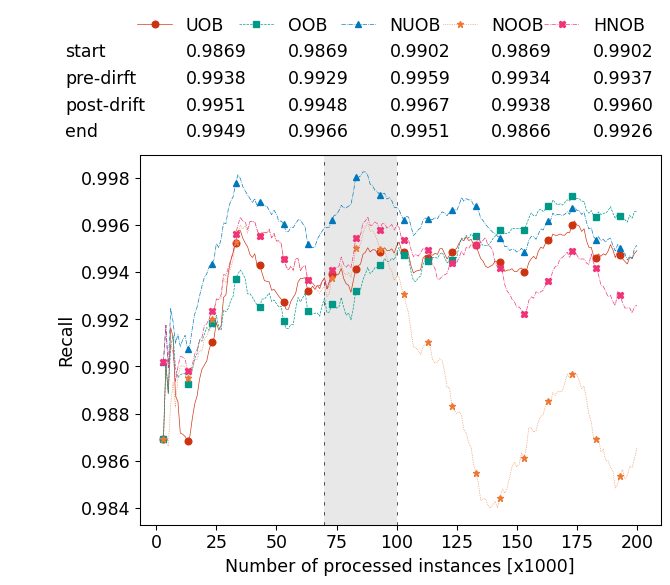 UOB OOB NUOB NOOB HNOB
start 0.9869 0.9869 0.9902 0.9869 0.9902
pre-dirft 0.9938 0.9929 0.9959 0.9934 0.9937
post-drift 0.9951 0.9948 0.9967 0.9938 0.9960
end 0.9949 0.9966 0.9951 0.9866 0.9926
0.998
0.996
0.994
0.992
0.990
0.988
0.986
0.984
Recall
0 25 50 75 100 125 150 175 200
Number of processed instances [x1000]